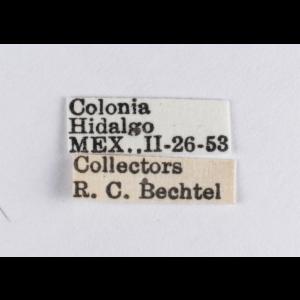 Colonia
Hidalgo
MEX..II-26-53
Collectors
R. C. Bechtel